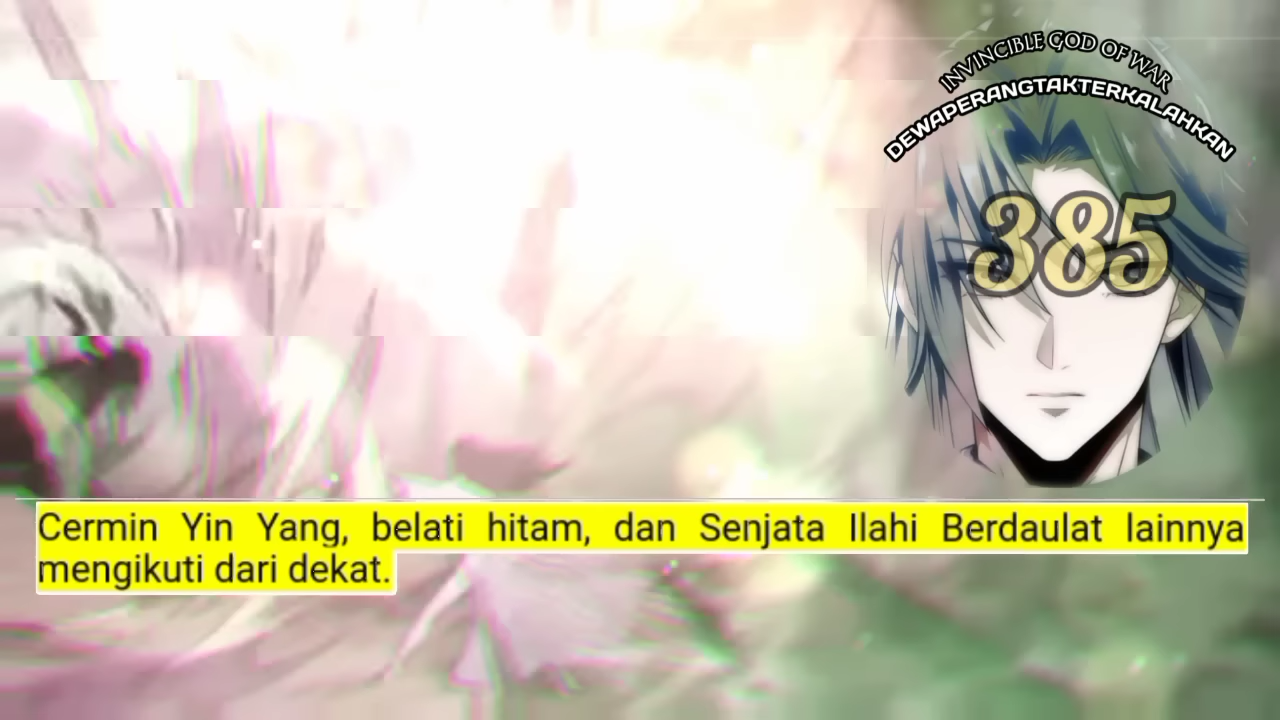 INVINCIBLE GOD OF WAR
DEWAPERANGTAKTERKALAHKAN
385
Cermin Yin Yang, belati hitam, dan Senjata Ilahi Berdaulat lainnya
mengikuti dari dekat.